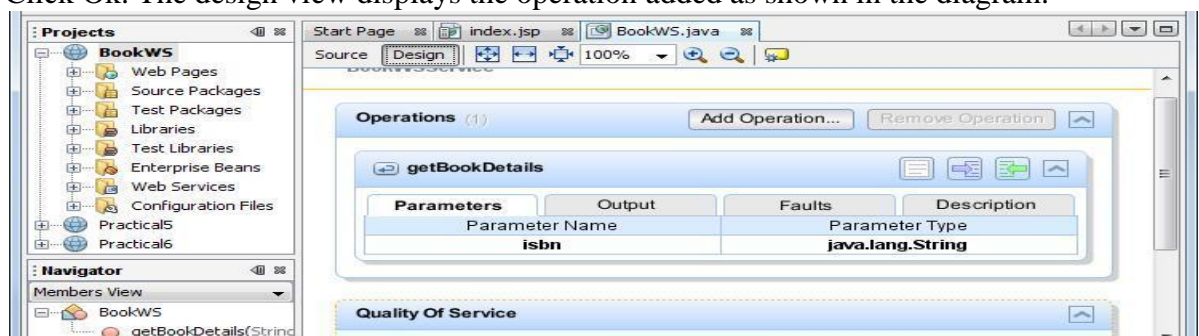 Click Ok. The design view displays the operation added as shown in the diagram.
Projects
BookWS
Web Pages
Source Packages
Test Packages
Libraries
Test Libraries
Enterprise Beans
Web Services
Configuration Files
Practical5
Practical6
Navigator
Members View
BookWS
getBookDetails(String
Start Page index.jsp BookWS.java
Source Design 100%
BookWSService
Operations (1) Add Operation... Remove Operation
getBookDetails
Parameters Output Faults Description
Parameter Name Parameter Type
isbn java.lang.String
Quality Of Service